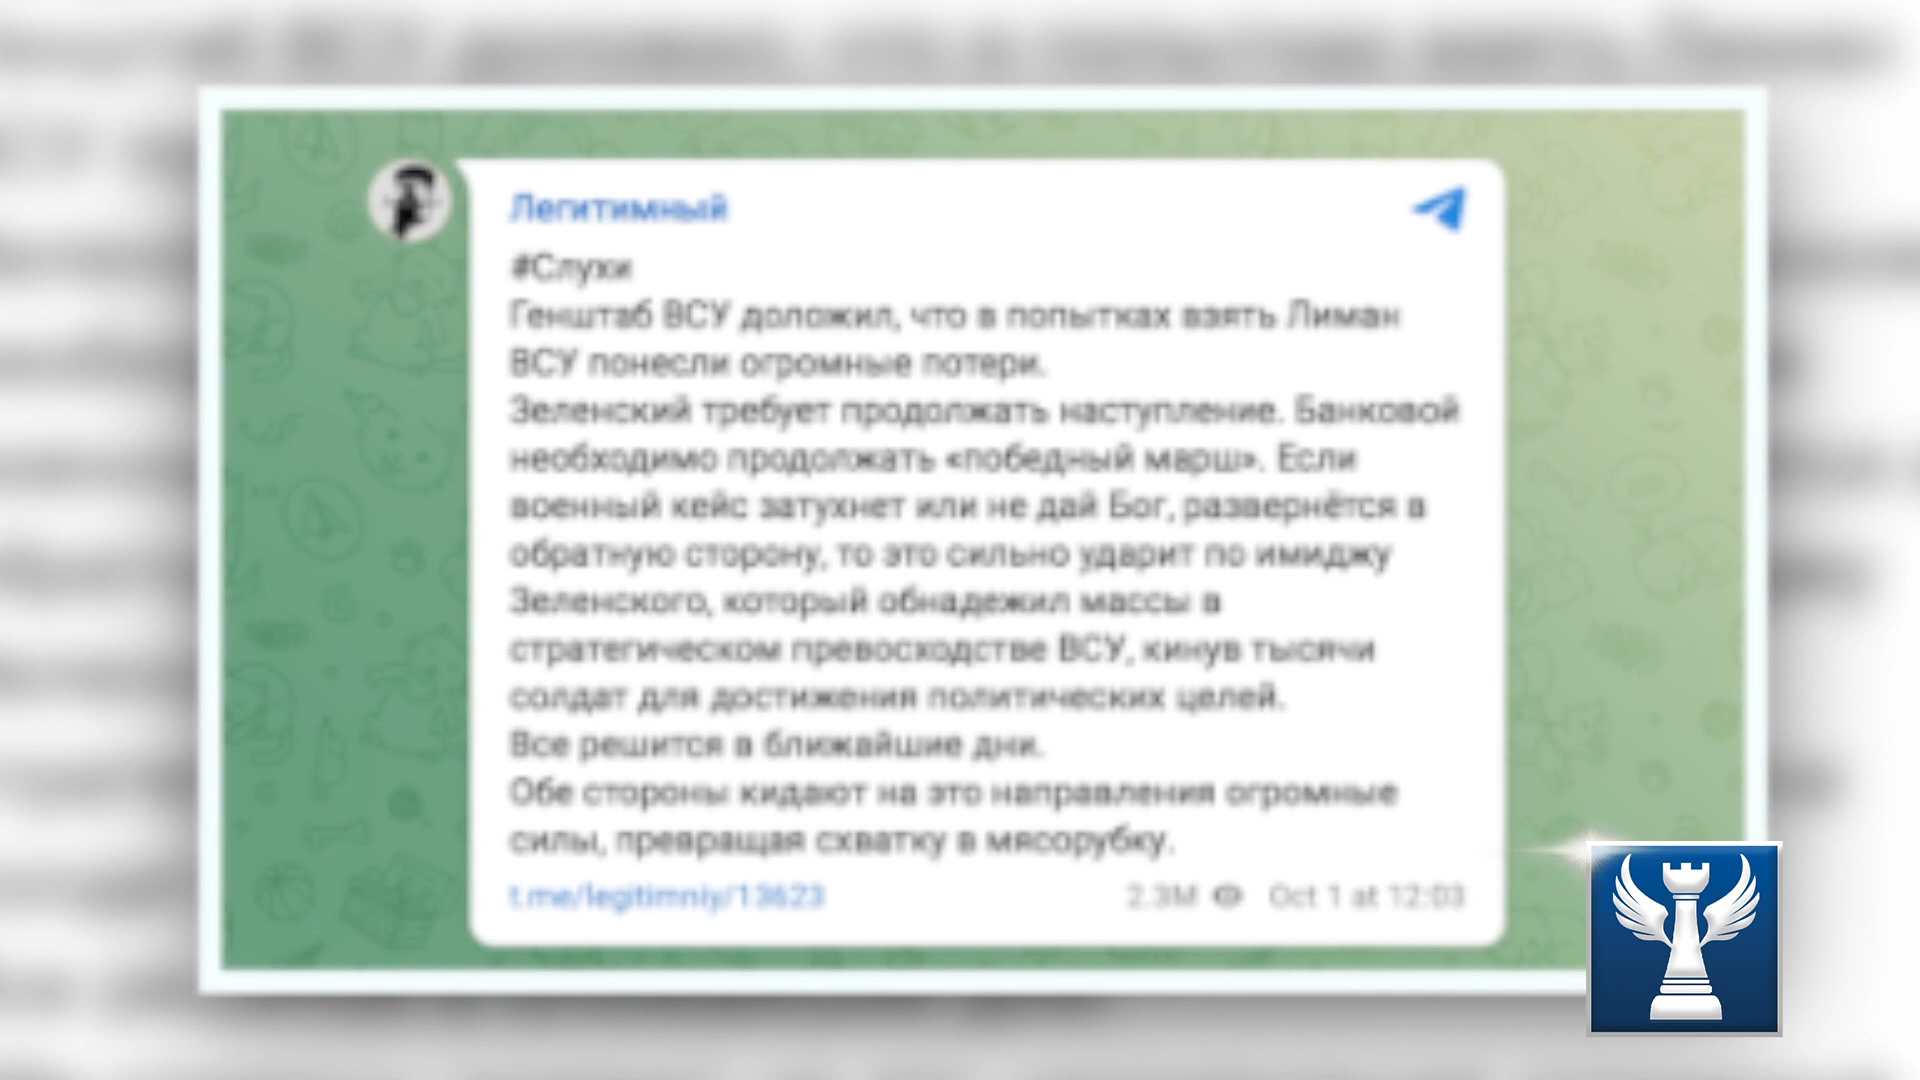 Легитимный
#Слухи
Генштаб ВСУ доложил, что в попытках взять Лиман
ВСУ понесли огромные потери.
Зеленский требует продолжать наступление. Банковой
необходимо продолжать «победный марш». Если
военный кейс затухнет или не дай Бог, развернётся в
обратную сторону, то это сильно ударит по имиджу
Зеленского, который обнадежил массы в
стратегическом превосходстве ВСУ, кинув тысячи
солдат для достижения политических целей.
Все решится в ближайшие дни.
Обе стороны кидают на это направления огромные
силы, превращая схватку в мясорубку.
t.me/legitimniy/13623 2.3M Oct 1 at 12:03